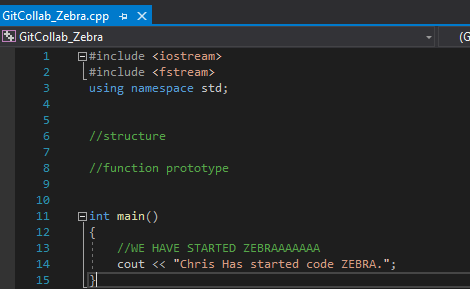 GitCollab_Zebra.cpp
GitCollab_Zebra (G
1 #include <iostream>
2 #include <fstream>
3 using namespace std;
4
5
6 //structure
7
8 //function prototype
9
10
11 int main()
12 {
13 //WE HAVE STARTED ZEBRAAAAAAA
14 cout << "Chris Has started code ZEBRA.";
15 }